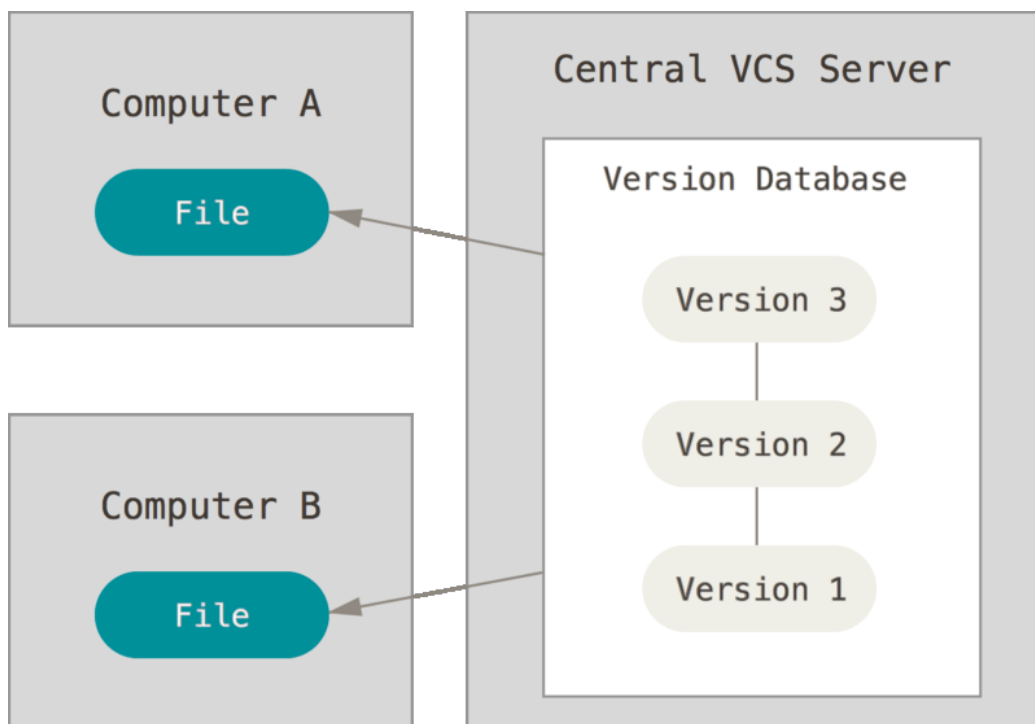 Computer A
File
Computer B
File
Central VCS Server
Version Database
Version 3
Version 2
Version 1